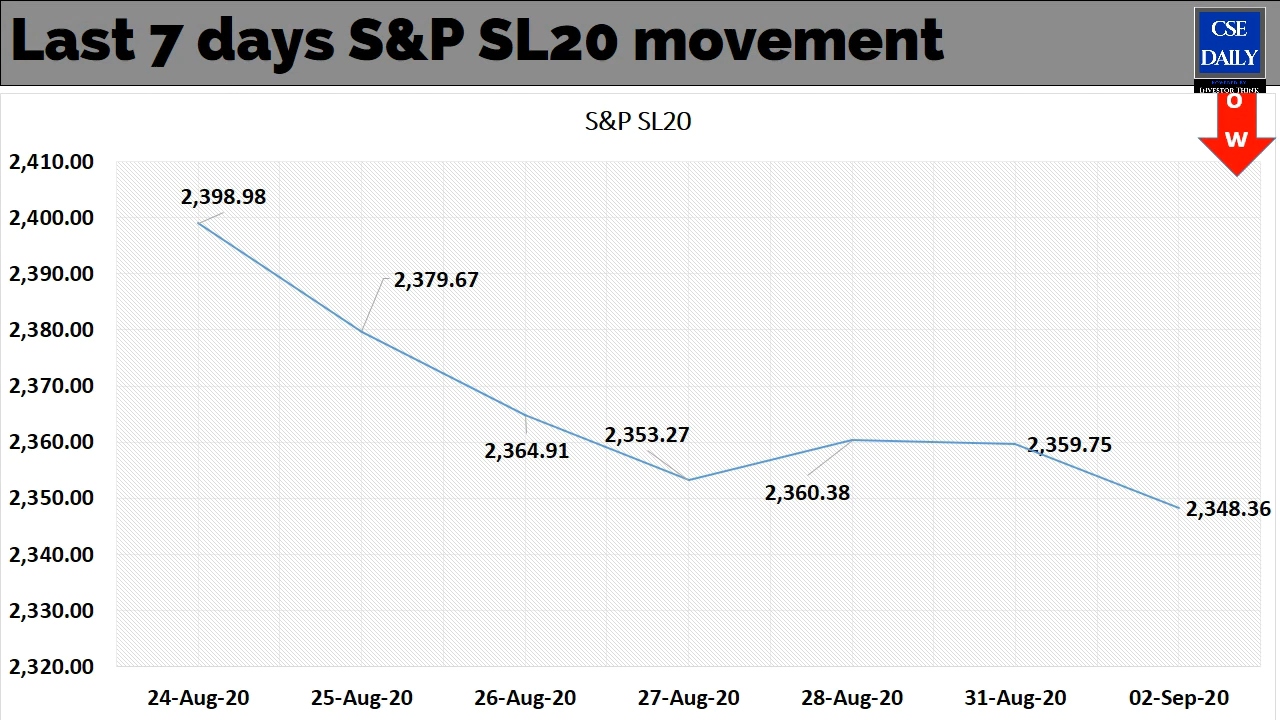 Last 7 days S&P SL20 movement
CSE
DAILY
POWERED BY
INVESTOR THINK
O
W
S&P SL20
2,410.00
2,400.00
2,390.00
2,380.00
2,370.00
2,360.00
2,350.00
2,340.00
2,330.00
2,320.00
2,398.98
2,379.67
2,364.91
2,353.27
2,360.38
2,359.75
2,348.36
24-Aug-20 25-Aug-20 26-Aug-20 27-Aug-20 28-Aug-20 31-Aug-20 02-Sep-20